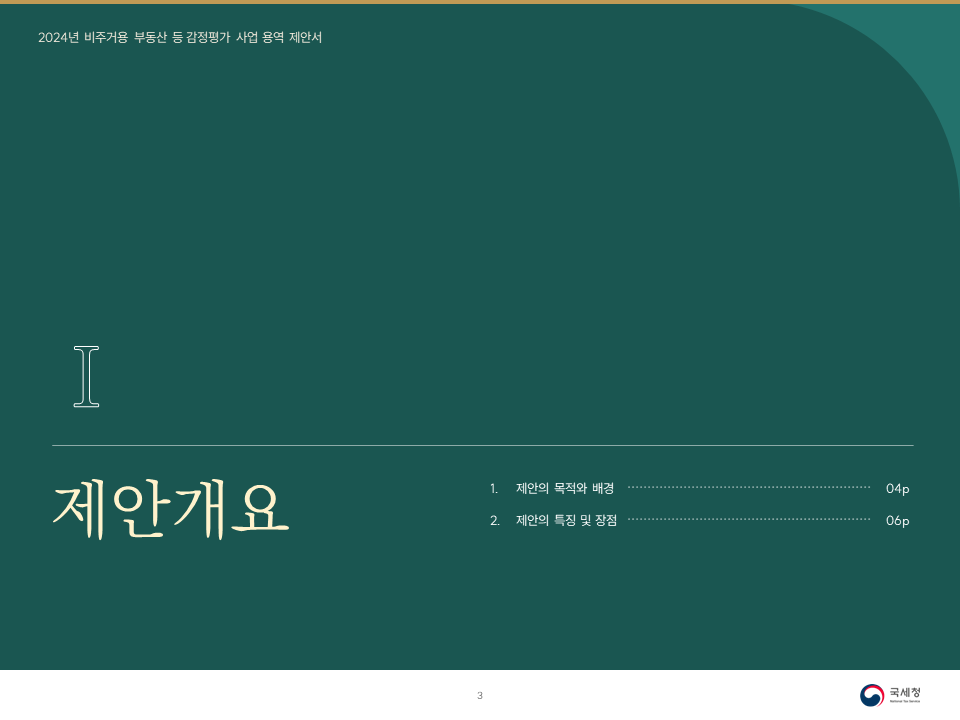 2024년 비주거용 부동산 등 감정평가 사업 용역 제안서
I
제안개요
1. 제안의 목적와 배경 04p
2. 제안의 특징 및 장점 06p
3
국세청
National Tax Service